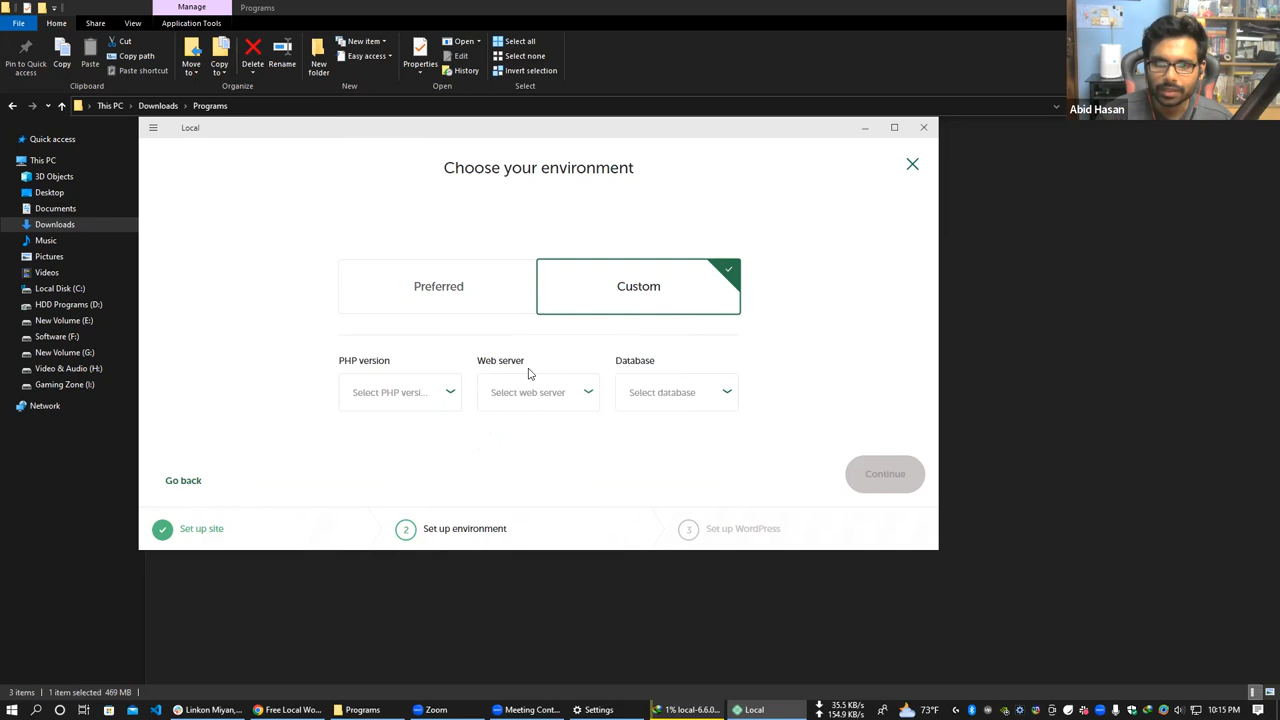 Manage
Programs
File
Home
Share
View
Application Tools
Pin to Quick access
Copy
Paste
Cut
Copy path
Paste shortcut
Clipboard
Move to
Copy to
Delete
Rename
Organize
New folder
New item
Easy access
New
Properties
Open
Edit
History
Open
Select all
Select none
Invert selection
Select
This PC
Downloads
Programs
Abid Hasan
Quick access
This PC
3D Objects
Desktop
Documents
Downloads
Music
Pictures
Videos
Local Disk (C:)
HDD Programs (D:)
New Volume (E:)
Software (F:)
New Volume (G:)
Video & Audio (H:)
Gaming Zone (I:)
Network
Local
Choose your environment
Preferred
Custom
PHP version
Web server
Database
Select PHP versi...
Select web server
Select database
Go back
Continue
Set up site
2
Set up environment
3
Set up WordPress
3 items
1 item selected 469 MB
Linkon Miyan,...
Free Local Wo...
Programs
Zoom
Meeting Cont...
Settings
1% local-6.6.0...
Local
35.5 KB/s
154.9 KB/s
73°F
10:15 PM